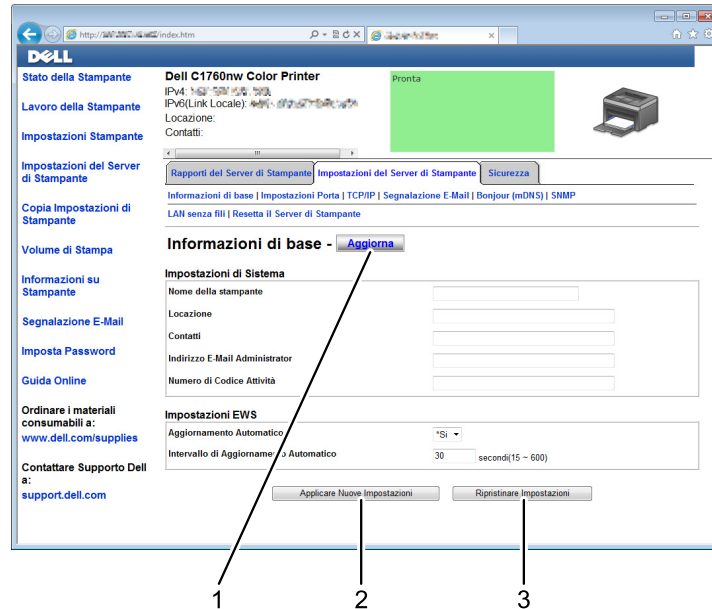 http:// /index.htm
DELL
Stato della Stampante
Lavoro della Stampante
Impostazioni Stampante
Impostazioni del Server
di Stampante
Copia Impostazioni di
Stampante
Volume di Stampa
Informazioni su
Stampante
Segnalazione E-Mail
Imposta Password
Guida Online
Ordinare i materiali
consumabili a:
www.dell.com/supplies
Contattare Supporto Dell
a:
support.dell.com
Dell C1760nw Color Printer
IPv4:
IPv6(Link Locale):
Locazione:
Contatti:
Pronta
Rapporti del Server di Stampante Impostazioni del Server di Stampante Sicurezza
Informazioni di base | Impostazioni Porta | TCP/IP | Segnalazione E-Mail | Bonjour (mDNS) | SNMP
LAN senza fili | Resetta il Server di Stampante
Informazioni di base - Aggiorna
Impostazioni di Sistema
Nome della stampante
Locazione
Contatti
Indirizzo E-Mail Administrator
Numero di Codice Attività
Impostazioni EWS
Aggiornamento Automatico *Si
Intervallo di Aggiornamento Automatico 30 secondi(15 ~ 600)
Applicare Nuove Impostazioni Ripristinare Impostazioni
1 2 3